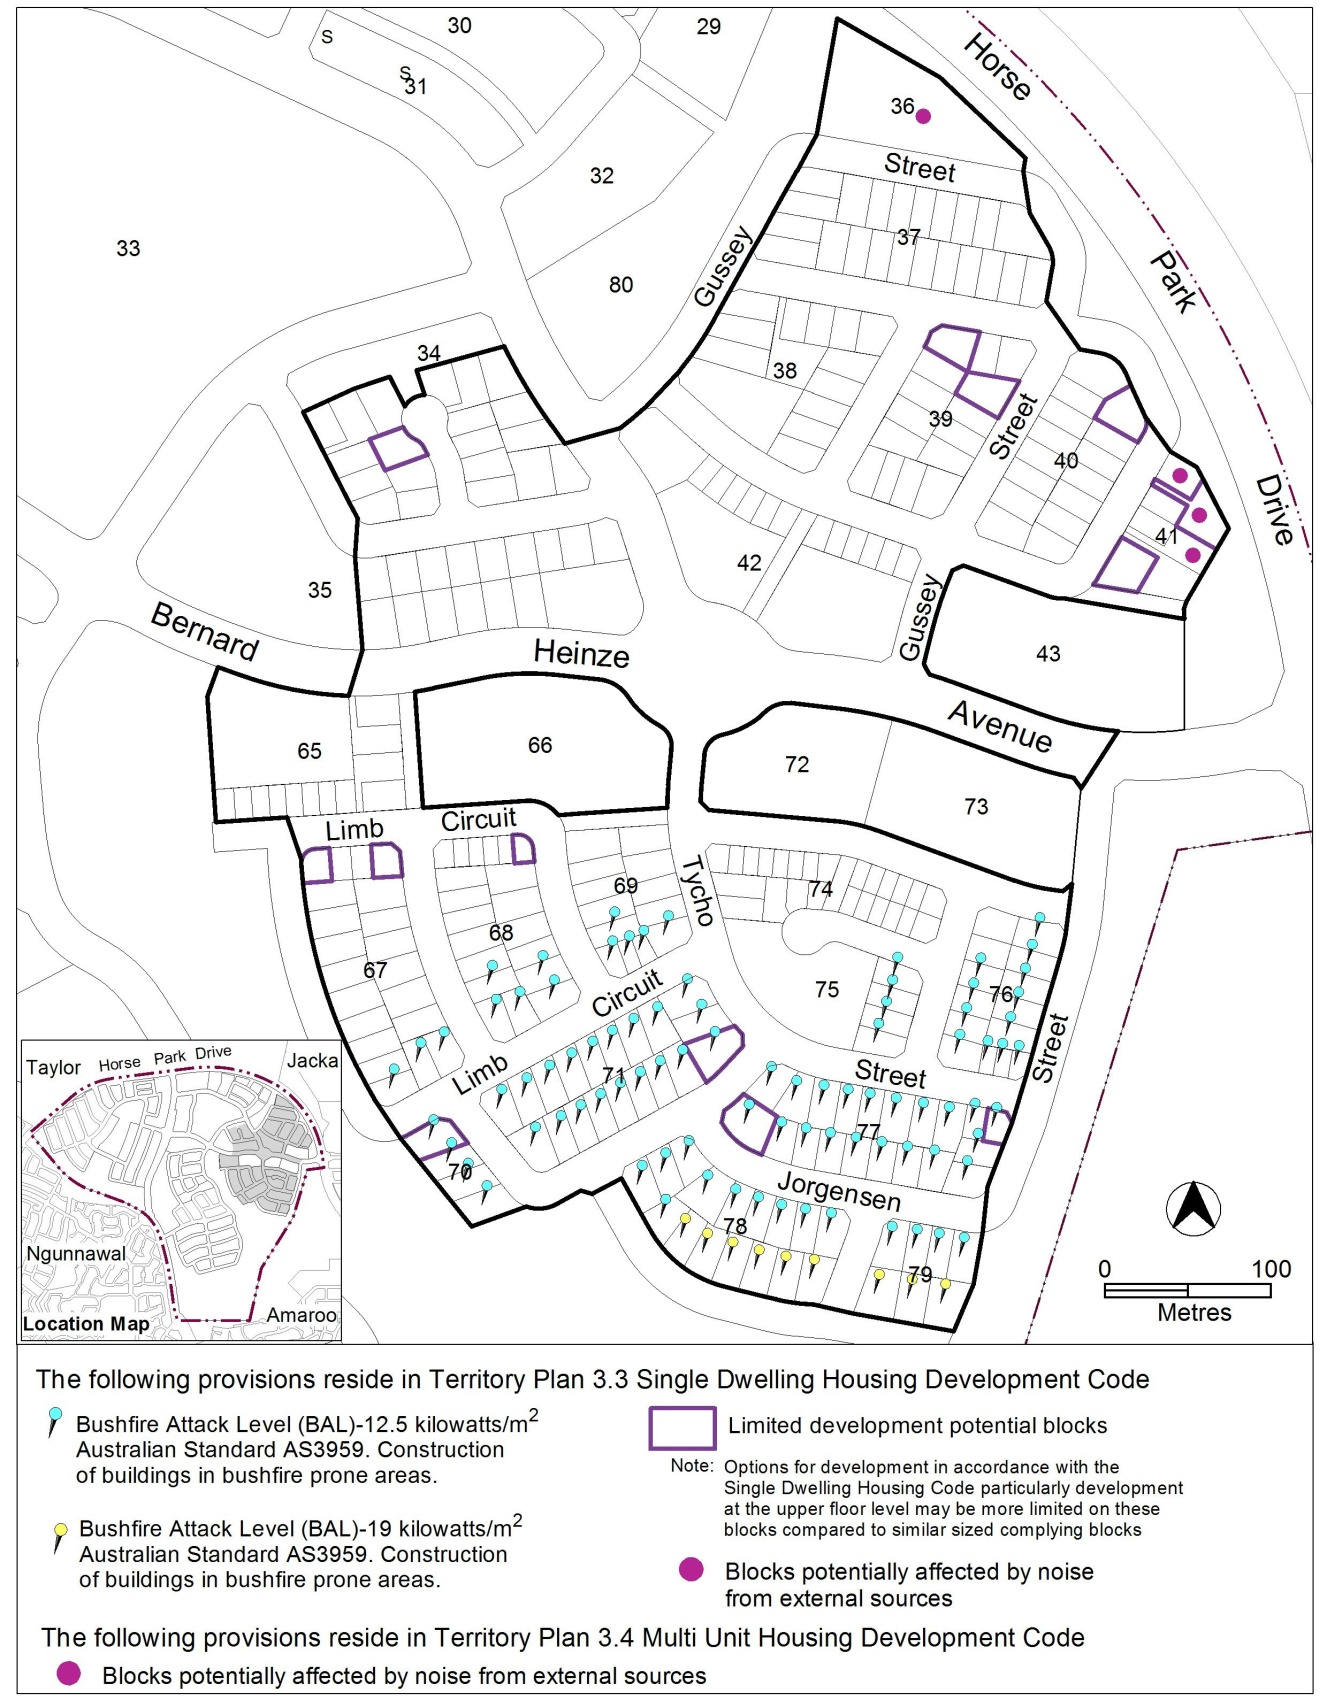 30
29
S
S
31
Horse
36
Street
32
33
37
Gussey
Park
80
34
38
39
Street
40
Drive
41
42
35
Bernard
Gussey
Heinze
43
Avenue
65
66
72
73
Limb
Circuit
Tycho
69
74
68
67
Circuit
75
76
Street
Limb
71
Street
77
70
Jorgensen
78
79
Taylor
Horse Park Drive
Jacka
Ngunnawal
Amaroo
Location Map
0 100
Metres
The following provisions reside in Territory Plan 3.3 Single Dwelling Housing Development Code
Bushfire Attack Level (BAL)-12.5 kilowatts/m²
Australian Standard AS3959. Construction
of buildings in bushfire prone areas.
Bushfire Attack Level (BAL)-19 kilowatts/m²
Australian Standard AS3959. Construction
of buildings in bushfire prone areas.
Limited development potential blocks
Note: Options for development in accordance with the
Single Dwelling Housing Code particularly development
at the upper floor level may be more limited on these
blocks compared to similar sized complying blocks
Blocks potentially affected by noise
from external sources
The following provisions reside in Territory Plan 3.4 Multi Unit Housing Development Code
Blocks potentially affected by noise from external sources